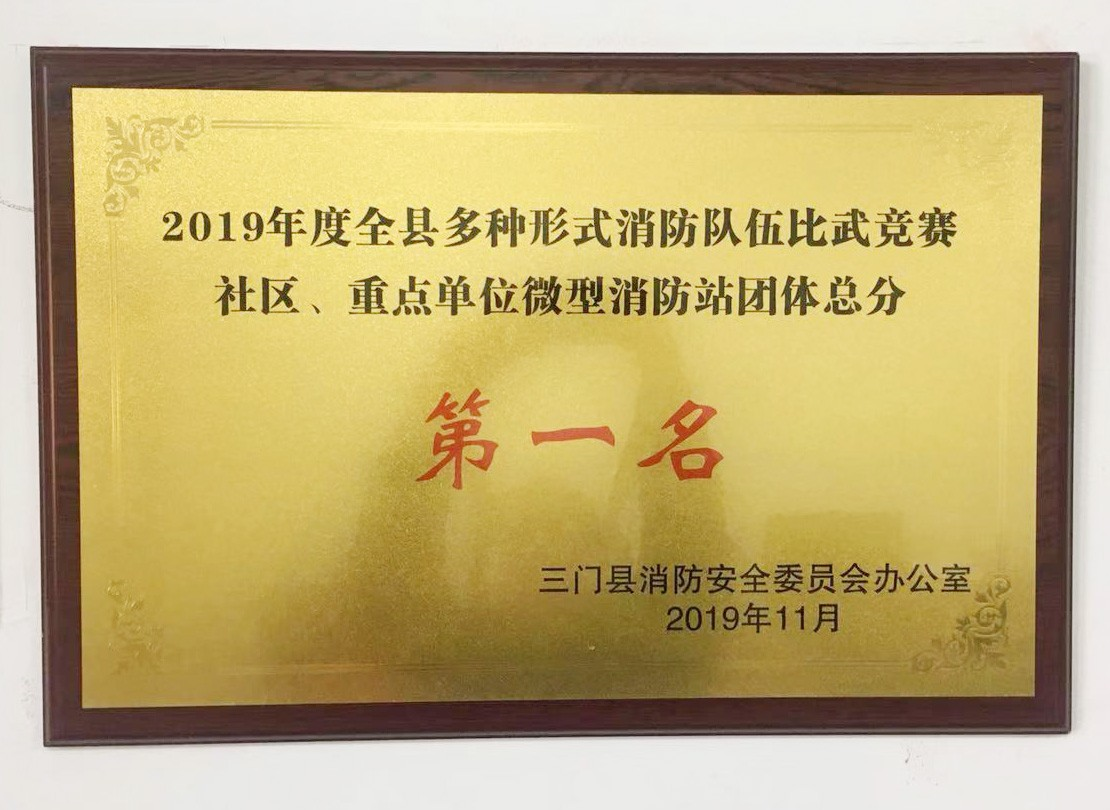 2019年度全县多种形式消防队伍比武竞赛
社区、重点单位微型消防站团体总分
第一名
三门县消防安全委员会办公室
2019年11月